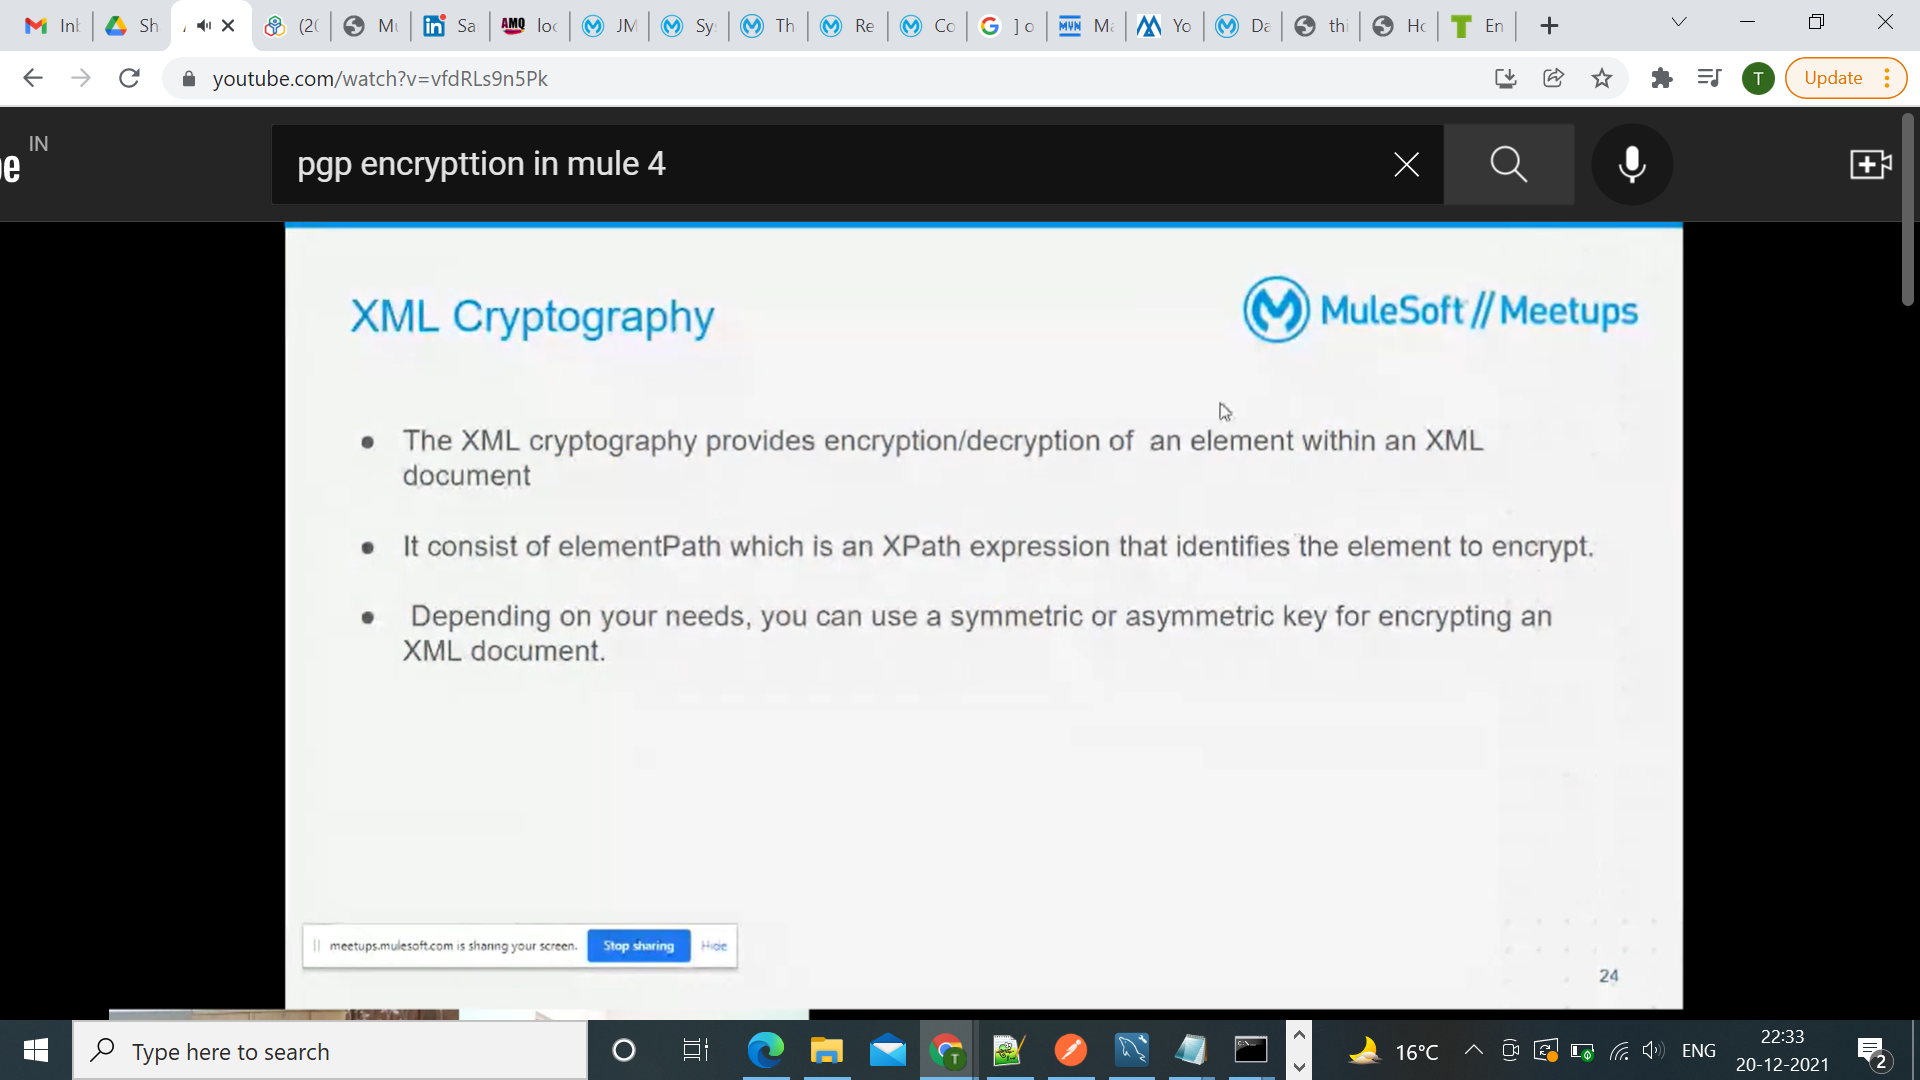 Inb
Sh
(20
Mu
in Sa
AMQ loc
JM
Sy
Th
Re
Co
G ] o
MVN Ma
Yo
Da
thi
Ho
En
youtube.com/watch?v=vfdRLs9n5Pk
T
Update
be IN
pgp encrypttion in mule 4
XML Cryptography
MuleSoft // Meetups
● The XML cryptography provides encryption/decryption of an element within an XML
document
● It consist of elementPath which is an XPath expression that identifies the element to encrypt.
● Depending on your needs, you can use a symmetric or asymmetric key for encrypting an
XML document.
meetups.mulesoft.com is sharing your screen. Stop sharing Hide
24
Type here to search
T
16°C
ENG
22:33
20-12-2021
2